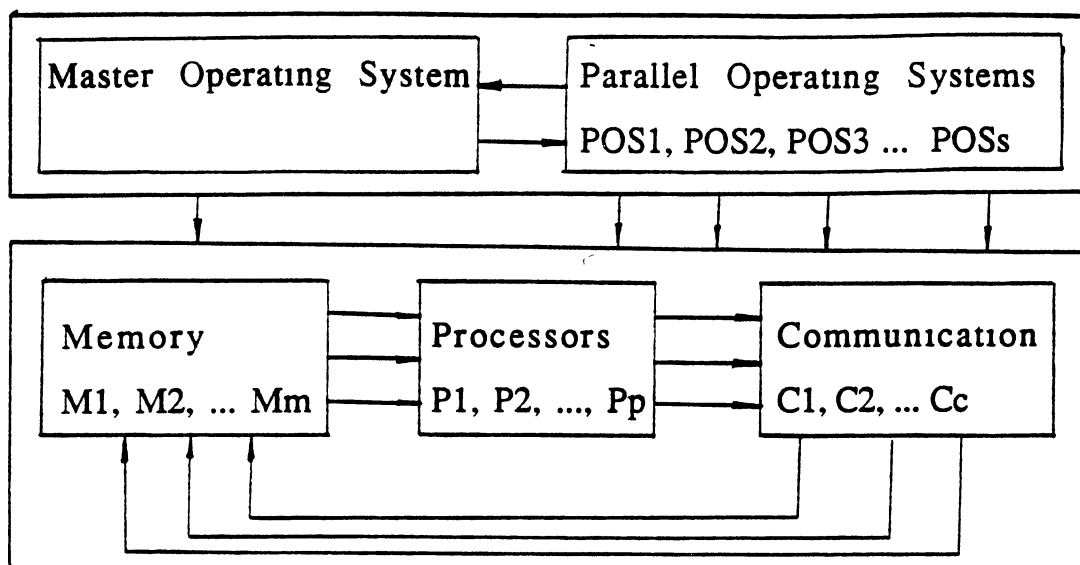 Master Operating System
Parallel Operating Systems
POS1, POS2, POS3 ... POSs
Memory
M1, M2, ... Mm
Processors
P1, P2, ..., Pp
Communication
C1, C2, ... Cc